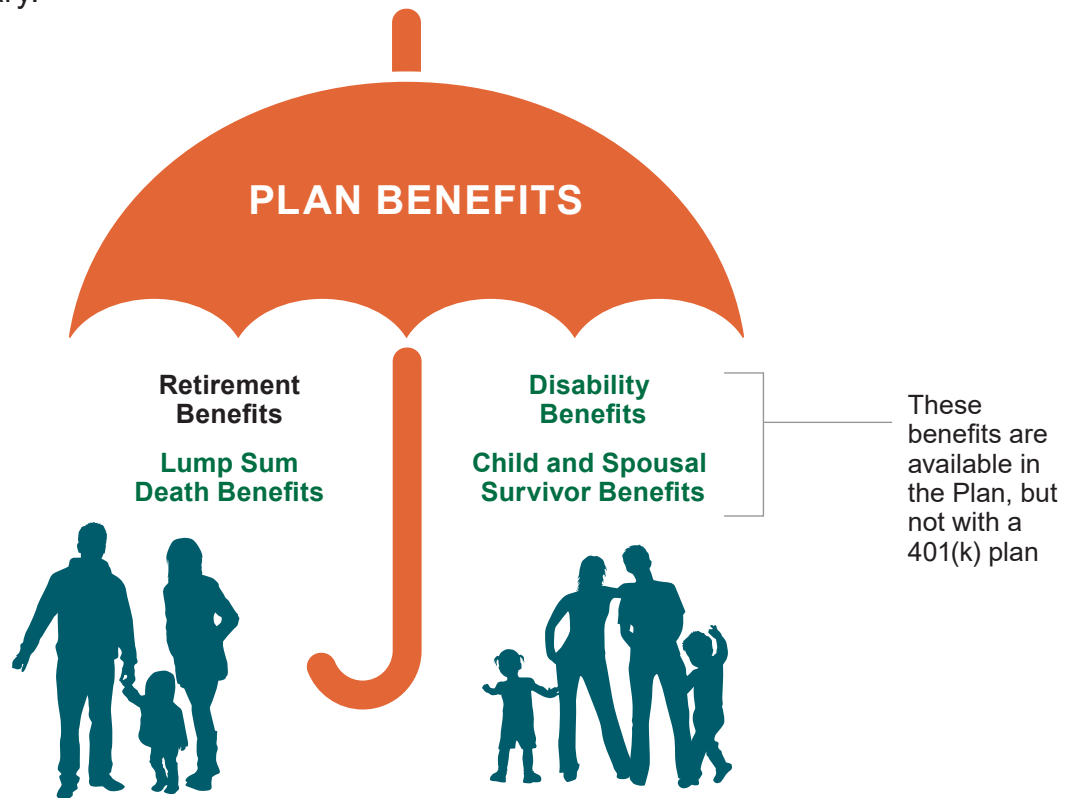 ary.
PLAN BENEFITS
Retirement
Benefits
Lump Sum
Death Benefits
Disability
Benefits
Child and Spousal
Survivor Benefits
These
benefits are
available in
the Plan, but
not with a
401(k) plan